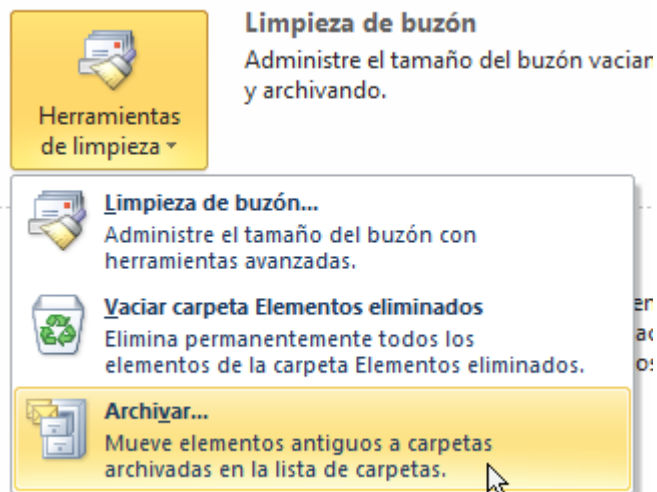 Limpieza de buzón
Administre el tamaño del buzón
y archivando.
Herramientas
de limpieza
Limpieza de buzón...
Administre el tamaño del buzón con
herramientas avanzadas.
Vaciar carpeta Elementos eliminados
Elimina permanentemente todos los
elementos de la carpeta Elementos eliminados.
Archivar...
Mueve elementos antiguos a carpetas
archivadas en la lista de carpetas.